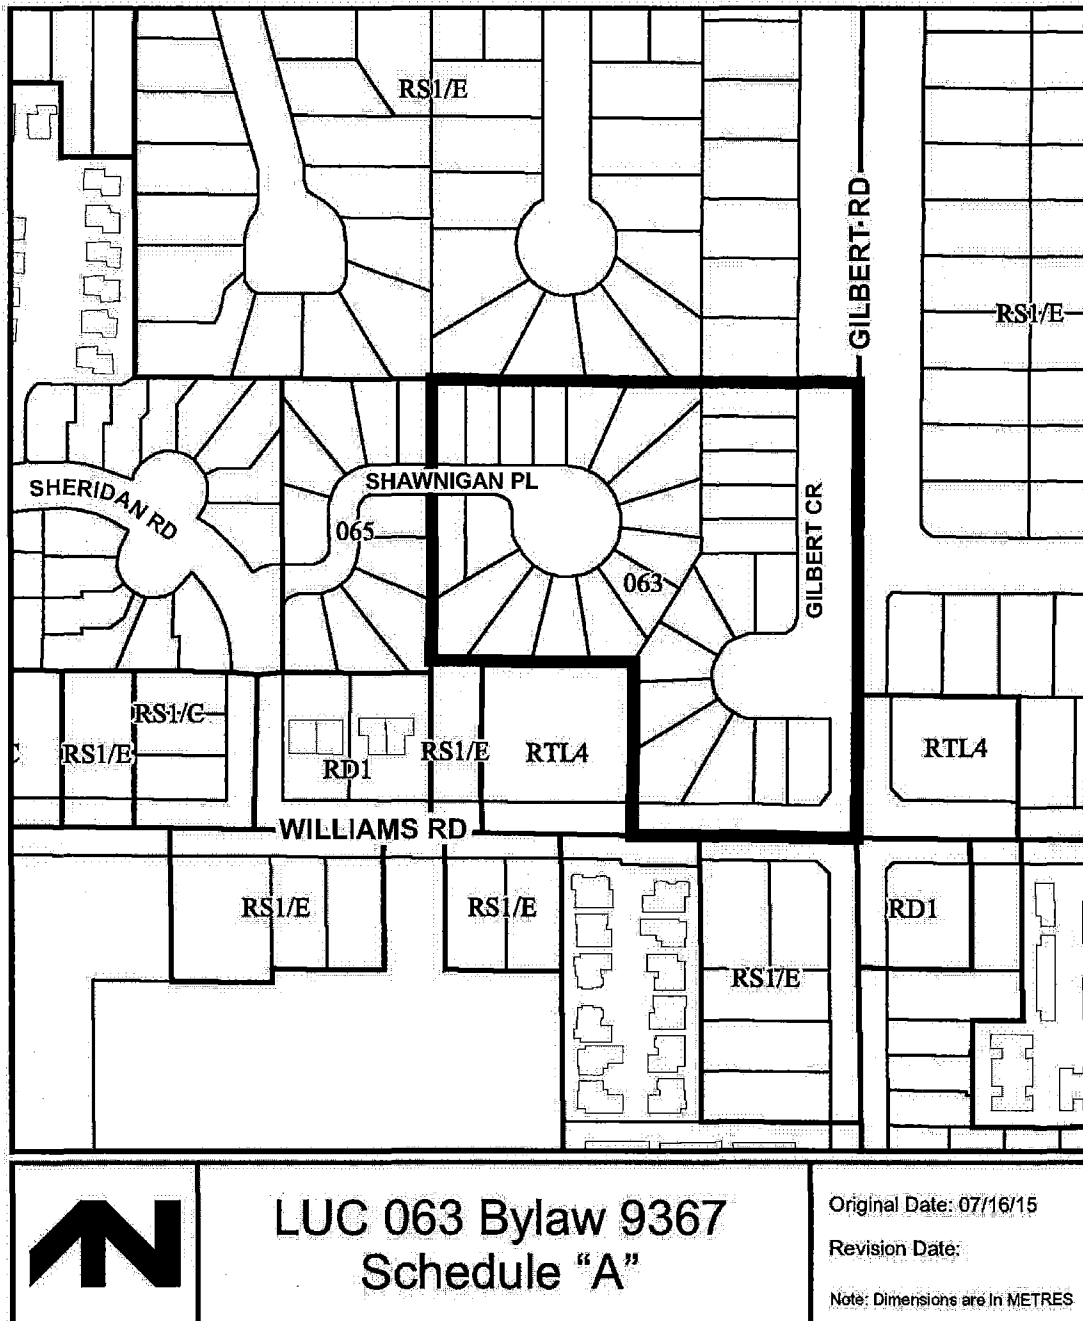 RS1/E
GILBERT RD
RS1/E
SHAWNIGAN PL
SHERIDAN RD
065
GILBERT CR
063
RS1/C
RS1/E
RD1
RS1/E
RTL4
RTL4
WILLIAMS RD
RS1/E
RS1/E
RD1
RS1/E
LUC 063 Bylaw 9367
Schedule “A”
Original Date: 07/16/15
Revision Date:
Note: Dimensions are in METRES